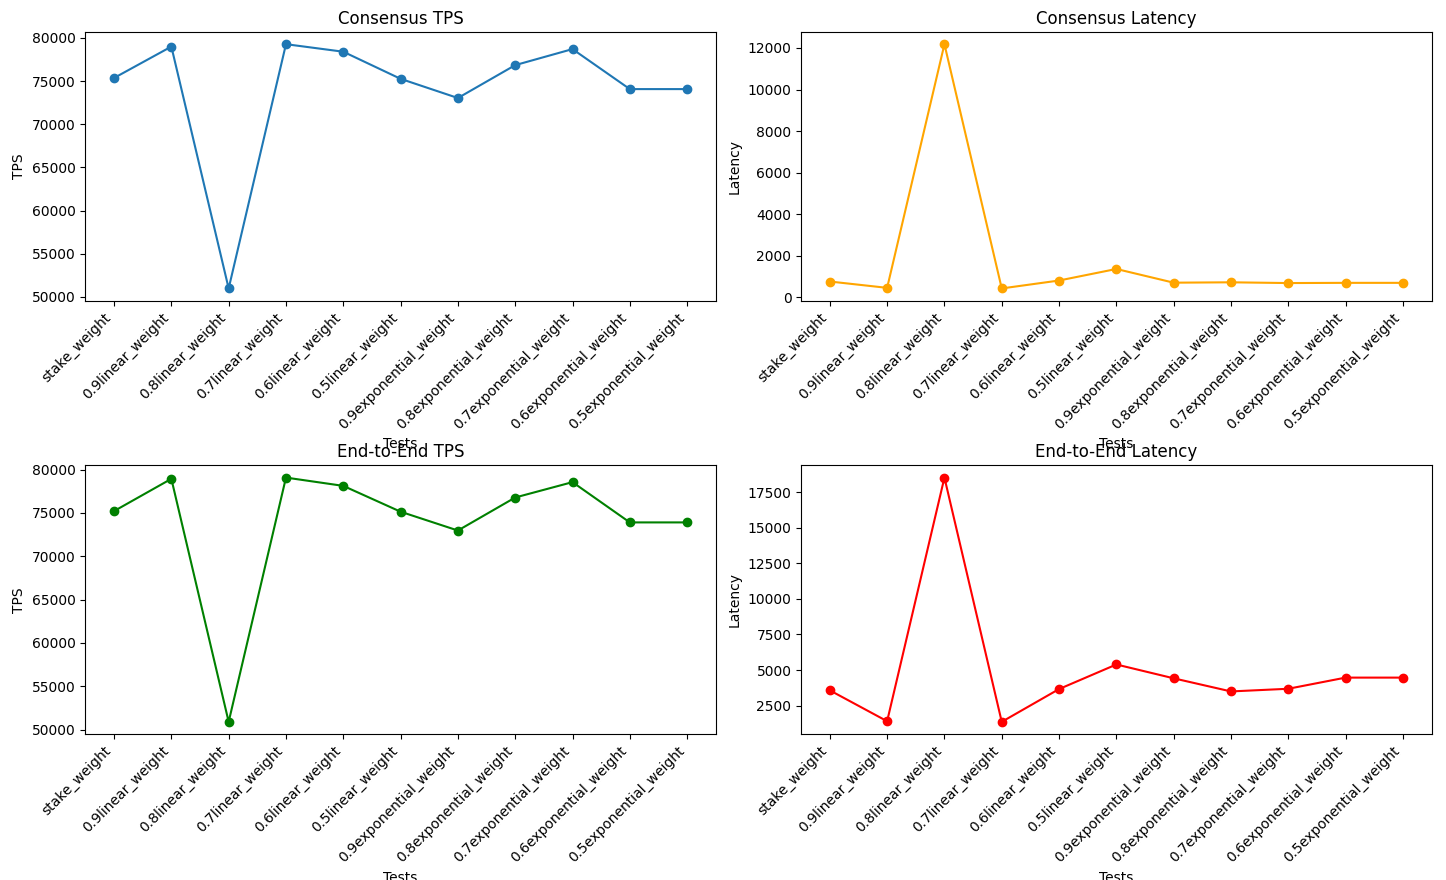 Consensus TPS
80000
75000
70000
65000
60000
55000
50000
TPS
stake_weight
0.9linear_weight
0.8linear_weight
0.7linear_weight
0.6linear_weight
0.5linear_weight
0.9exponential_weight
0.8exponential_weight
0.7exponential_weight
0.6exponential_weight
0.5exponential_weight
Tests
Consensus Latency
12000
10000
8000
6000
4000
2000
0
Latency
stake_weight
0.9linear_weight
0.8linear_weight
0.7linear_weight
0.6linear_weight
0.5linear_weight
0.9exponential_weight
0.8exponential_weight
0.7exponential_weight
0.6exponential_weight
0.5exponential_weight
Tests
End-to-End TPS
80000
75000
70000
65000
60000
55000
50000
TPS
stake_weight
0.9linear_weight
0.8linear_weight
0.7linear_weight
0.6linear_weight
0.5linear_weight
0.9exponential_weight
0.8exponential_weight
0.7exponential_weight
0.6exponential_weight
0.5exponential_weight
Tests
End-to-End Latency
17500
15000
12500
10000
7500
5000
2500
Latency
stake_weight
0.9linear_weight
0.8linear_weight
0.7linear_weight
0.6linear_weight
0.5linear_weight
0.9exponential_weight
0.8exponential_weight
0.7exponential_weight
0.6exponential_weight
0.5exponential_weight
Tests